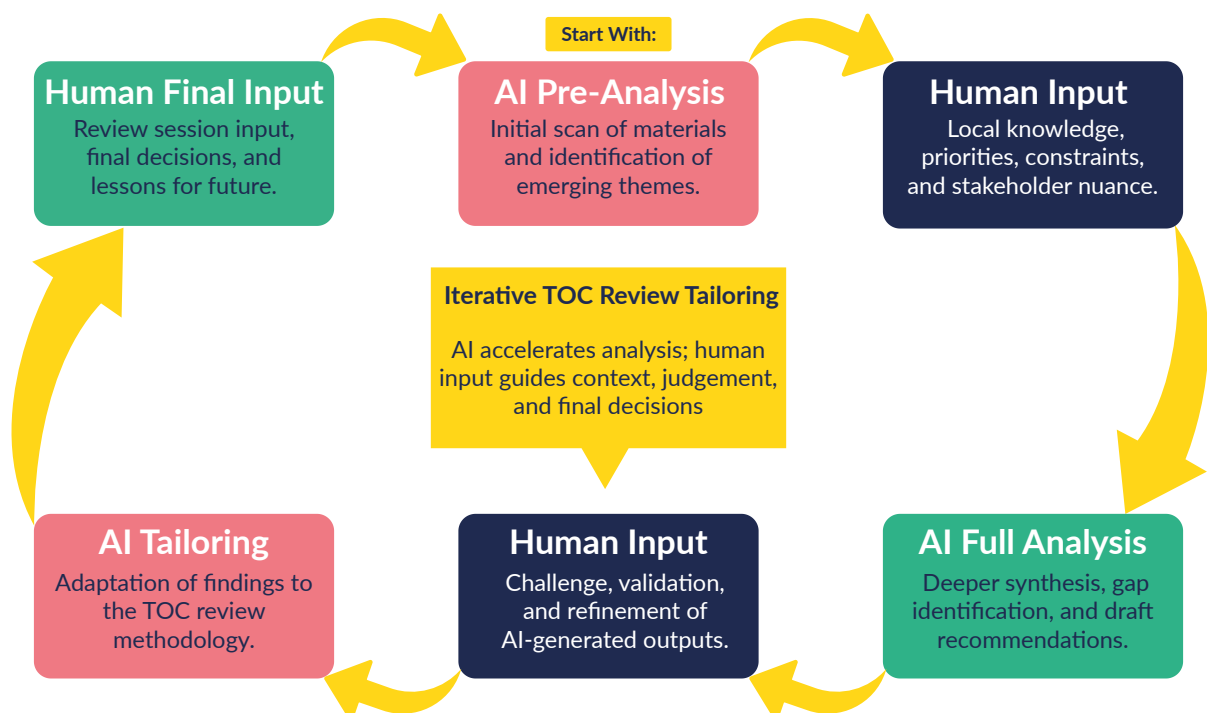 Start With:
Human Final Input
Review session input,
final decisions, and
lessons for future.
AI Pre-Analysis
Initial scan of materials
and identification of
emerging themes.
Human Input
Local knowledge,
priorities, constraints,
and stakeholder nuance.
Iterative TOC Review Tailoring
AI accelerates analysis; human
input guides context, judgement,
and final decisions
AI Tailoring
Adaptation of findings to
the TOC review
methodology.
Human Input
Challenge, validation,
and refinement of
AI-generated outputs.
AI Full Analysis
Deeper synthesis, gap
identification, and draft
recommendations.